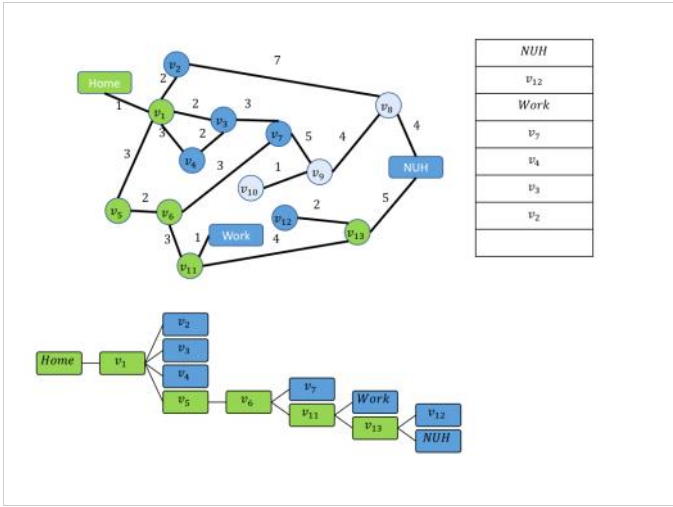 NUH
v₁₂
Work
v₇
v₄
v₃
v₂
Home
1
v₁
2
v₂
7
v₈
4
NUH
2
v₃
3
v₇
3
2
v₄
5
4
v₉
1
v₁₀
3
3
5
v₅
2
v₆
v₁₂
2
v₁₃
3
1
Work
4
v₁₁
Home
v₁
v₂
v₃
v₄
v₅
v₆
v₇
v₁₁
Work
v₁₃
v₁₂
NUH